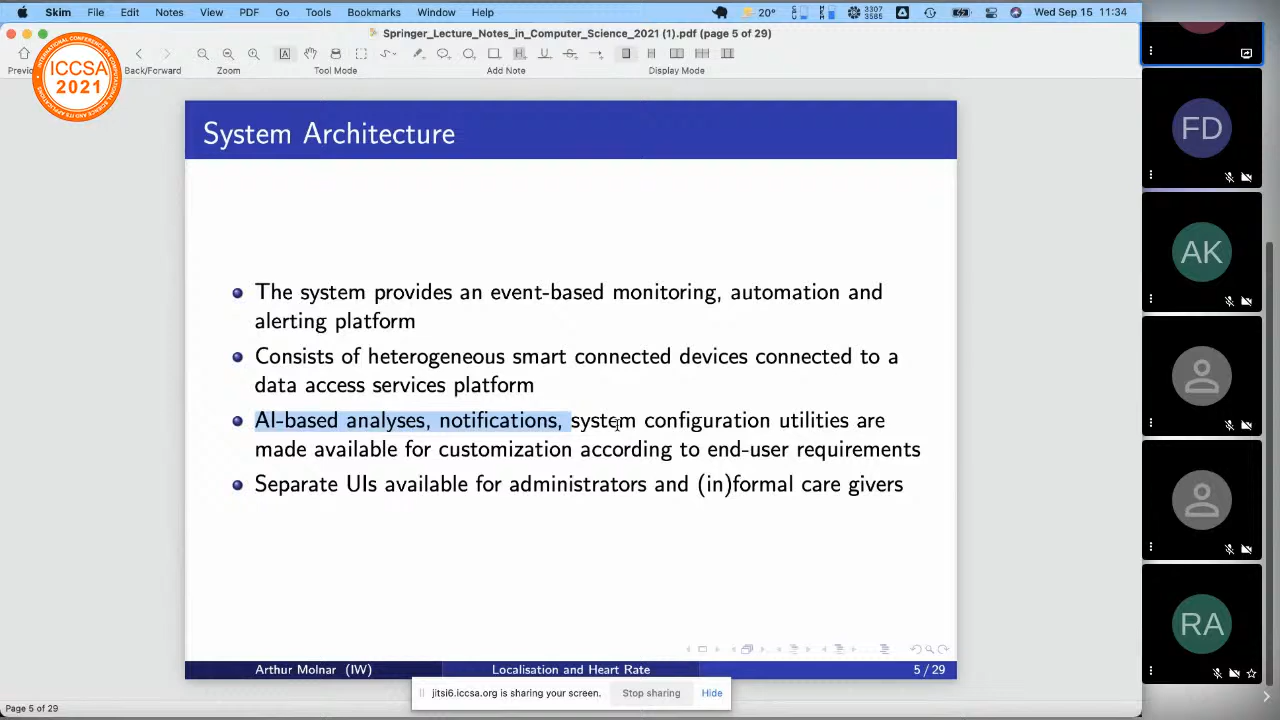 Skim File Edit Notes View PDF Go Tools Bookmarks Window Help 20° 3307 3585 Wed Sep 15 11:34
Springer_Lecture_Notes_in_Computer_Science_2021 (1).pdf (page 5 of 29)
Back/Forward Zoom Tool Mode Add Note Display Mode
ICCSA
2021
System Architecture
The system provides an event-based monitoring, automation and
alerting platform
Consists of heterogeneous smart connected devices connected to a
data access services platform
AI-based analyses, notifications, system configuration utilities are
made available for customization according to end-user requirements
Separate UIs available for administrators and (in)formal care givers
Arthur Molnar (IW) Localisation and Heart Rate 5 / 29
jitsi6.iccsa.org is sharing your screen. Stop sharing Hide
Page 5 of 29
FD
AK
RA